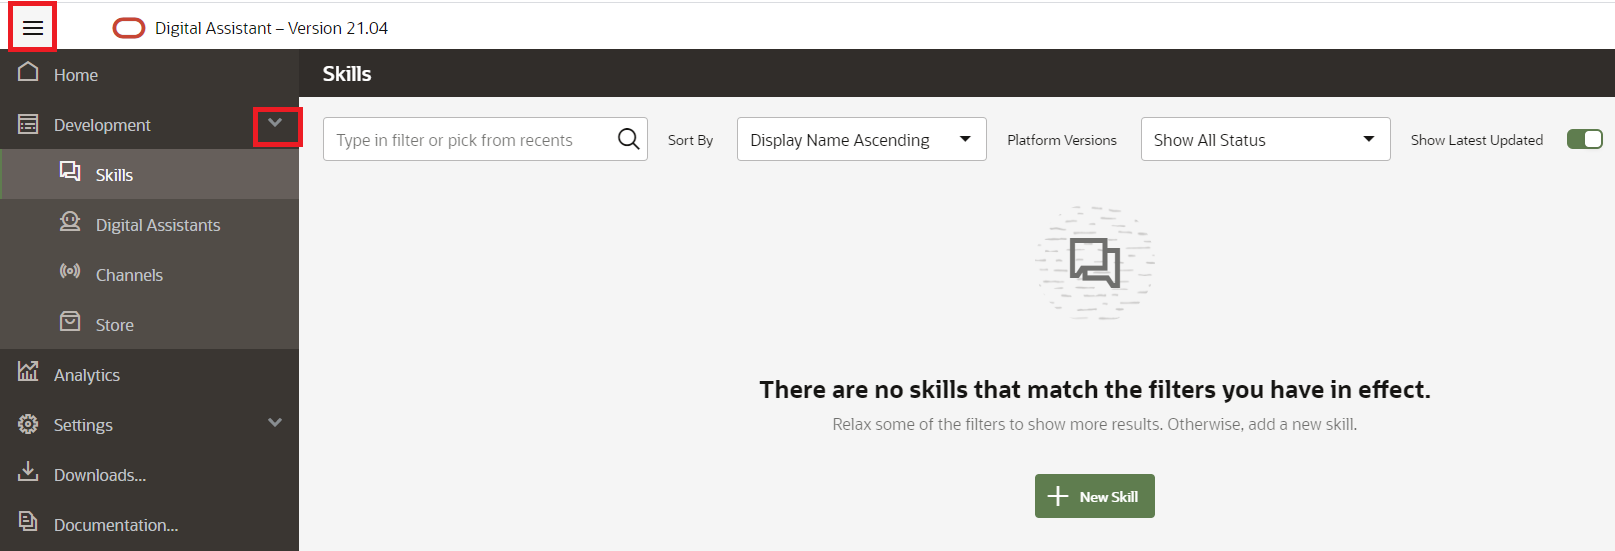 Digital Assistant – Version 21.04
Home
Development
Skills
Digital Assistants
Channels
Store
Analytics
Settings
Downloads...
Documentation...
Skills
Type in filter or pick from recents
Sort By
Display Name Ascending
Platform Versions
Show All Status
Show Latest Updated
There are no skills that match the filters you have in effect.
Relax some of the filters to show more results. Otherwise, add a new skill.
New Skill